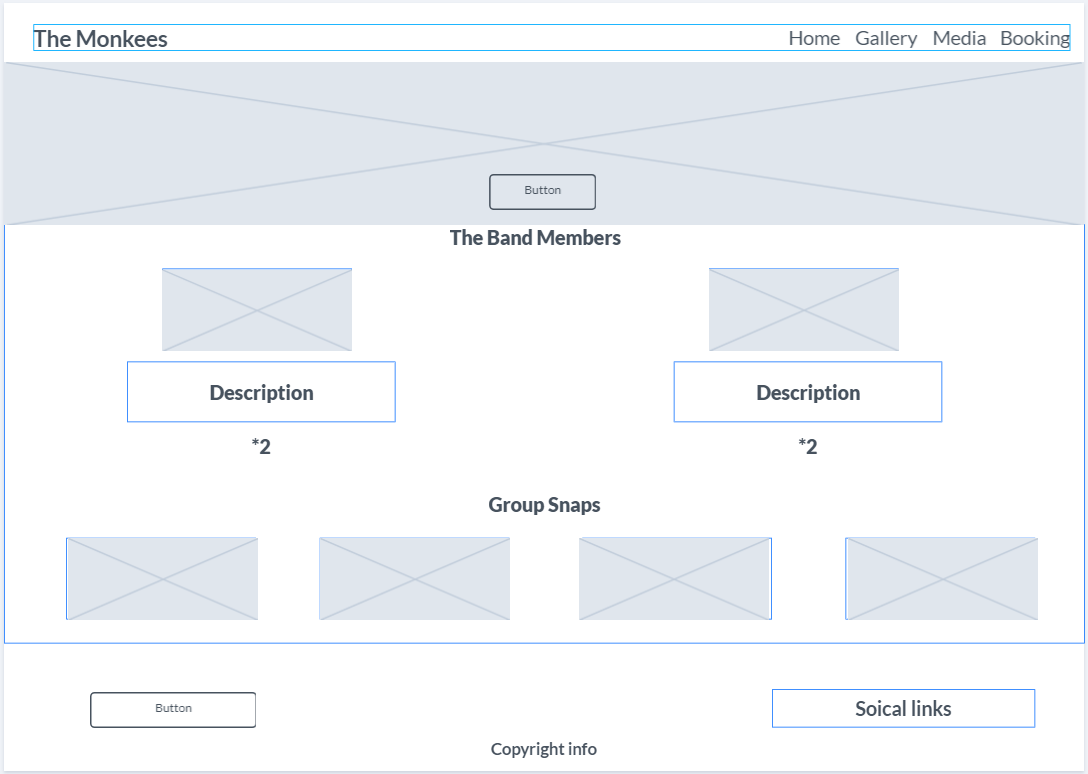 The Monkees Home Gallery Media Booking
Button
The Band Members
Description Description
*2 *2
Group Snaps
Button Soical links
Copyright info